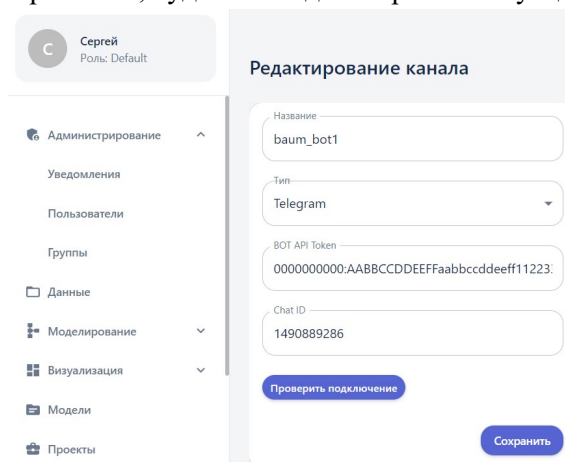 С
Сергей
Роль: Default
Администрирование
Уведомления
Пользователи
Группы
Данные
Моделирование
Визуализация
Модели
Проекты
Редактирование канала
Название
baum_bot1
Тип
Telegram
BOT API Token
0000000000:AABBCCDDEEFFaabbccddeeff11223
Chat ID
1490889286
Проверить подключение
Сохранить